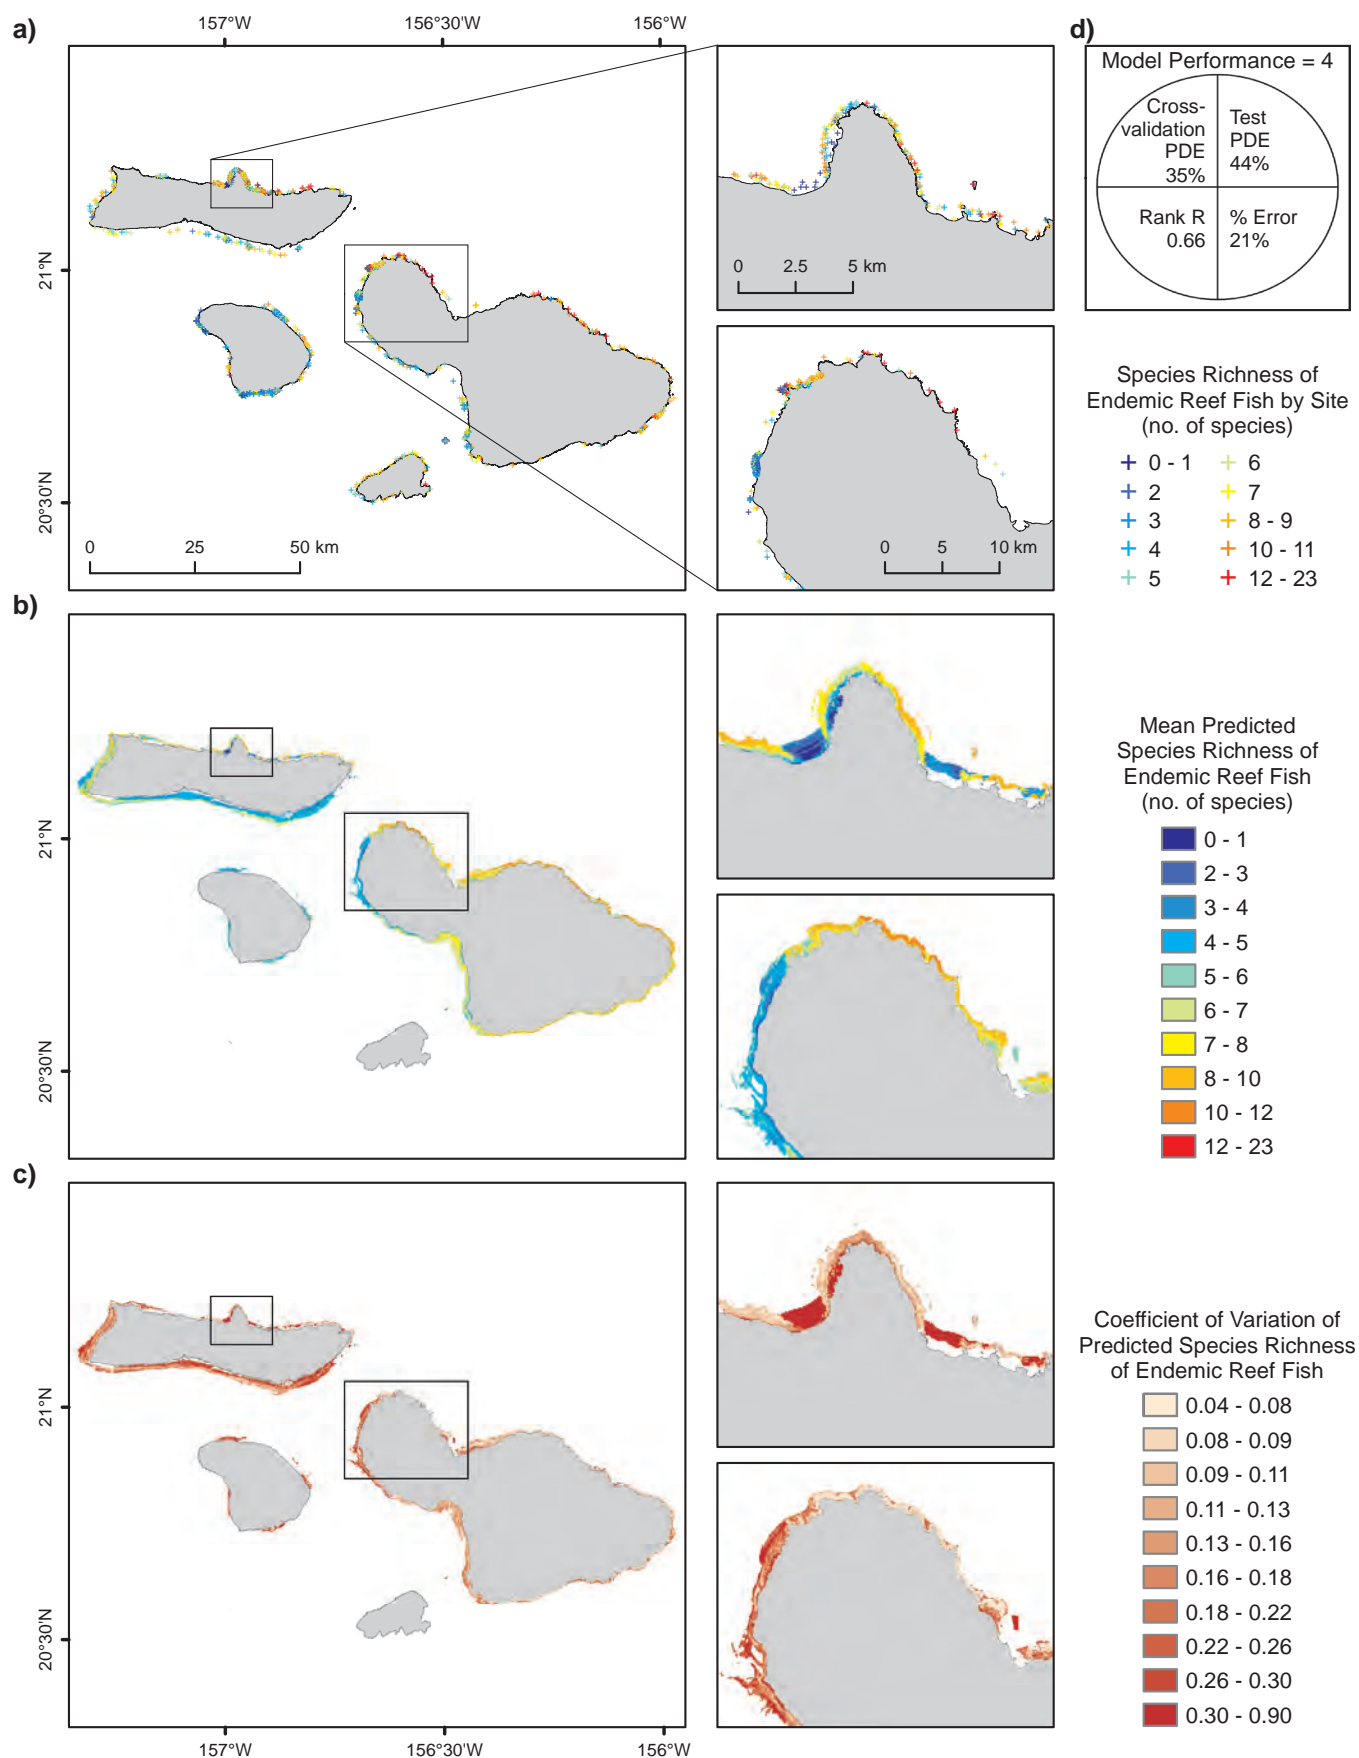 a)
157°W
156°30'W
156°W
21°N
20°30'N
0 25 50 km
0 2.5 5 km
0 5 10 km
d)
Model Performance = 4
Cross-
validation
PDE
35%
Test
PDE
44%
Rank R
0.66
% Error
21%
Species Richness of
Endemic Reef Fish by Site
(no. of species)
0 - 1
2
3
4
5
6
7
8 - 9
10 - 11
12 - 23
b)
21°N
20°30'N
Mean Predicted
Species Richness of
Endemic Reef Fish
(no. of species)
0 - 1
2 - 3
3 - 4
4 - 5
5 - 6
6 - 7
7 - 8
8 - 10
10 - 12
12 - 23
c)
21°N
20°30'N
157°W
156°30'W
156°W
Coefficient of Variation of
Predicted Species Richness
of Endemic Reef Fish
0.04 - 0.08
0.08 - 0.09
0.09 - 0.11
0.11 - 0.13
0.13 - 0.16
0.16 - 0.18
0.18 - 0.22
0.22 - 0.26
0.26 - 0.30
0.30 - 0.90